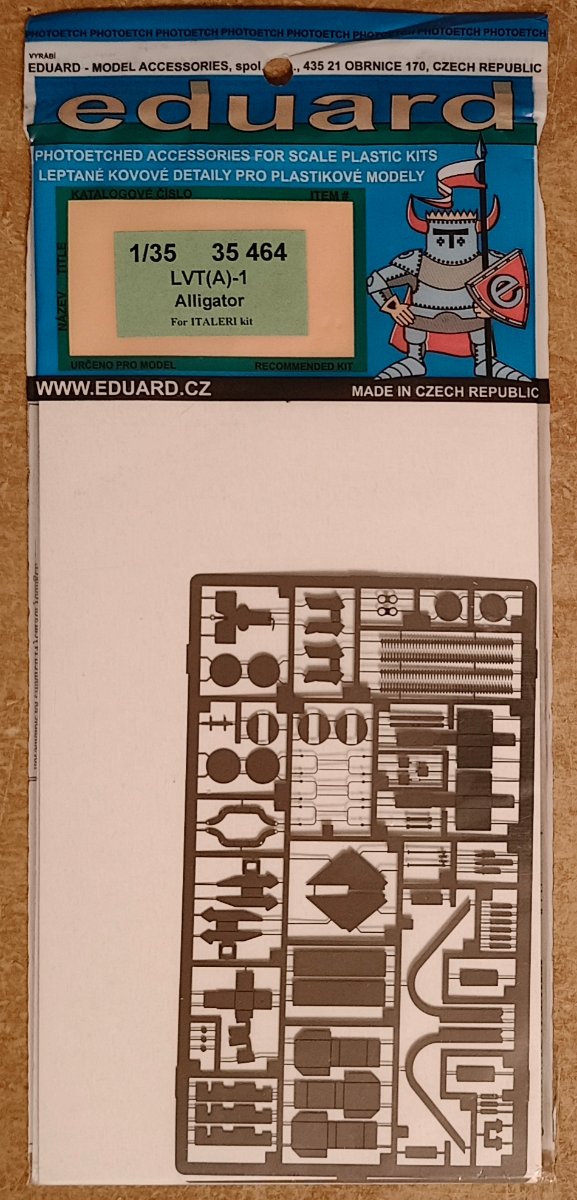 PHOTOETCH PHOTOETCH PHOTOETCH PHOTOETCH PHOTOETCH PHOTOETCH PHOTOETCH PHOTOETCH
VYRÁBÍ
EDUARD - MODEL ACCESSORIES, spol. ., 435 21 OBRNICE 170, CZECH REPUBLIC
eduard
PHOTOETCHED ACCESSORIES FOR SCALE PLASTIC KITS
LEPTANÉ KOVOVÉ DETAILY PRO PLASTIKOVÉ MODELY
KATALOGOVÉ ČÍSLO ITEM #
NÁZEV TITLE
1/35 35 464
LVT(A)-1
Alligator
For ITALERI kit
e
URČENO PRO MODEL RECOMMENDED KIT
WWW.EDUARD.CZ MADE IN CZECH REPUBLIC